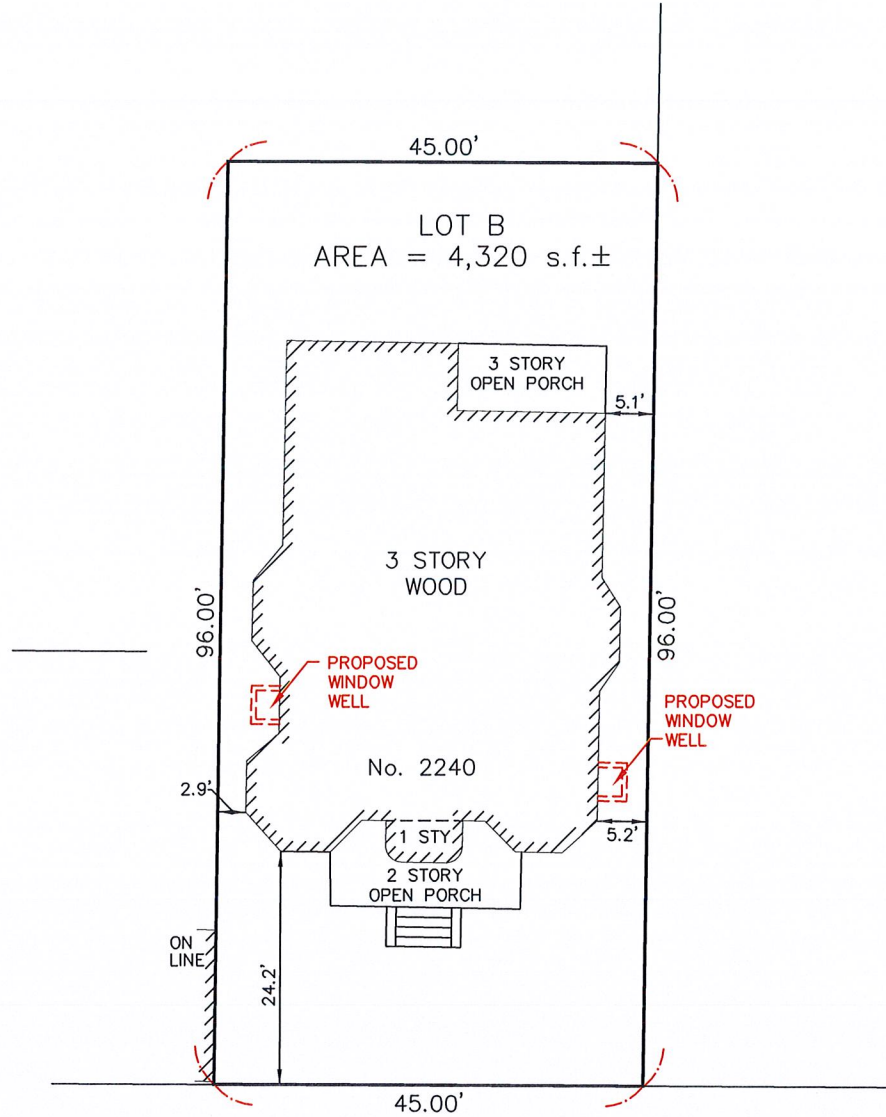 45.00'
LOT B
AREA = 4,320 s.f.±
3 STORY
OPEN PORCH
5.1'
3 STORY
WOOD
96.00'
96.00'
PROPOSED
WINDOW
WELL
PROPOSED
WINDOW
WELL
No. 2240
2.9'
5.2'
1 STY
2 STORY
OPEN PORCH
ON
LINE
24.2'
45.00'